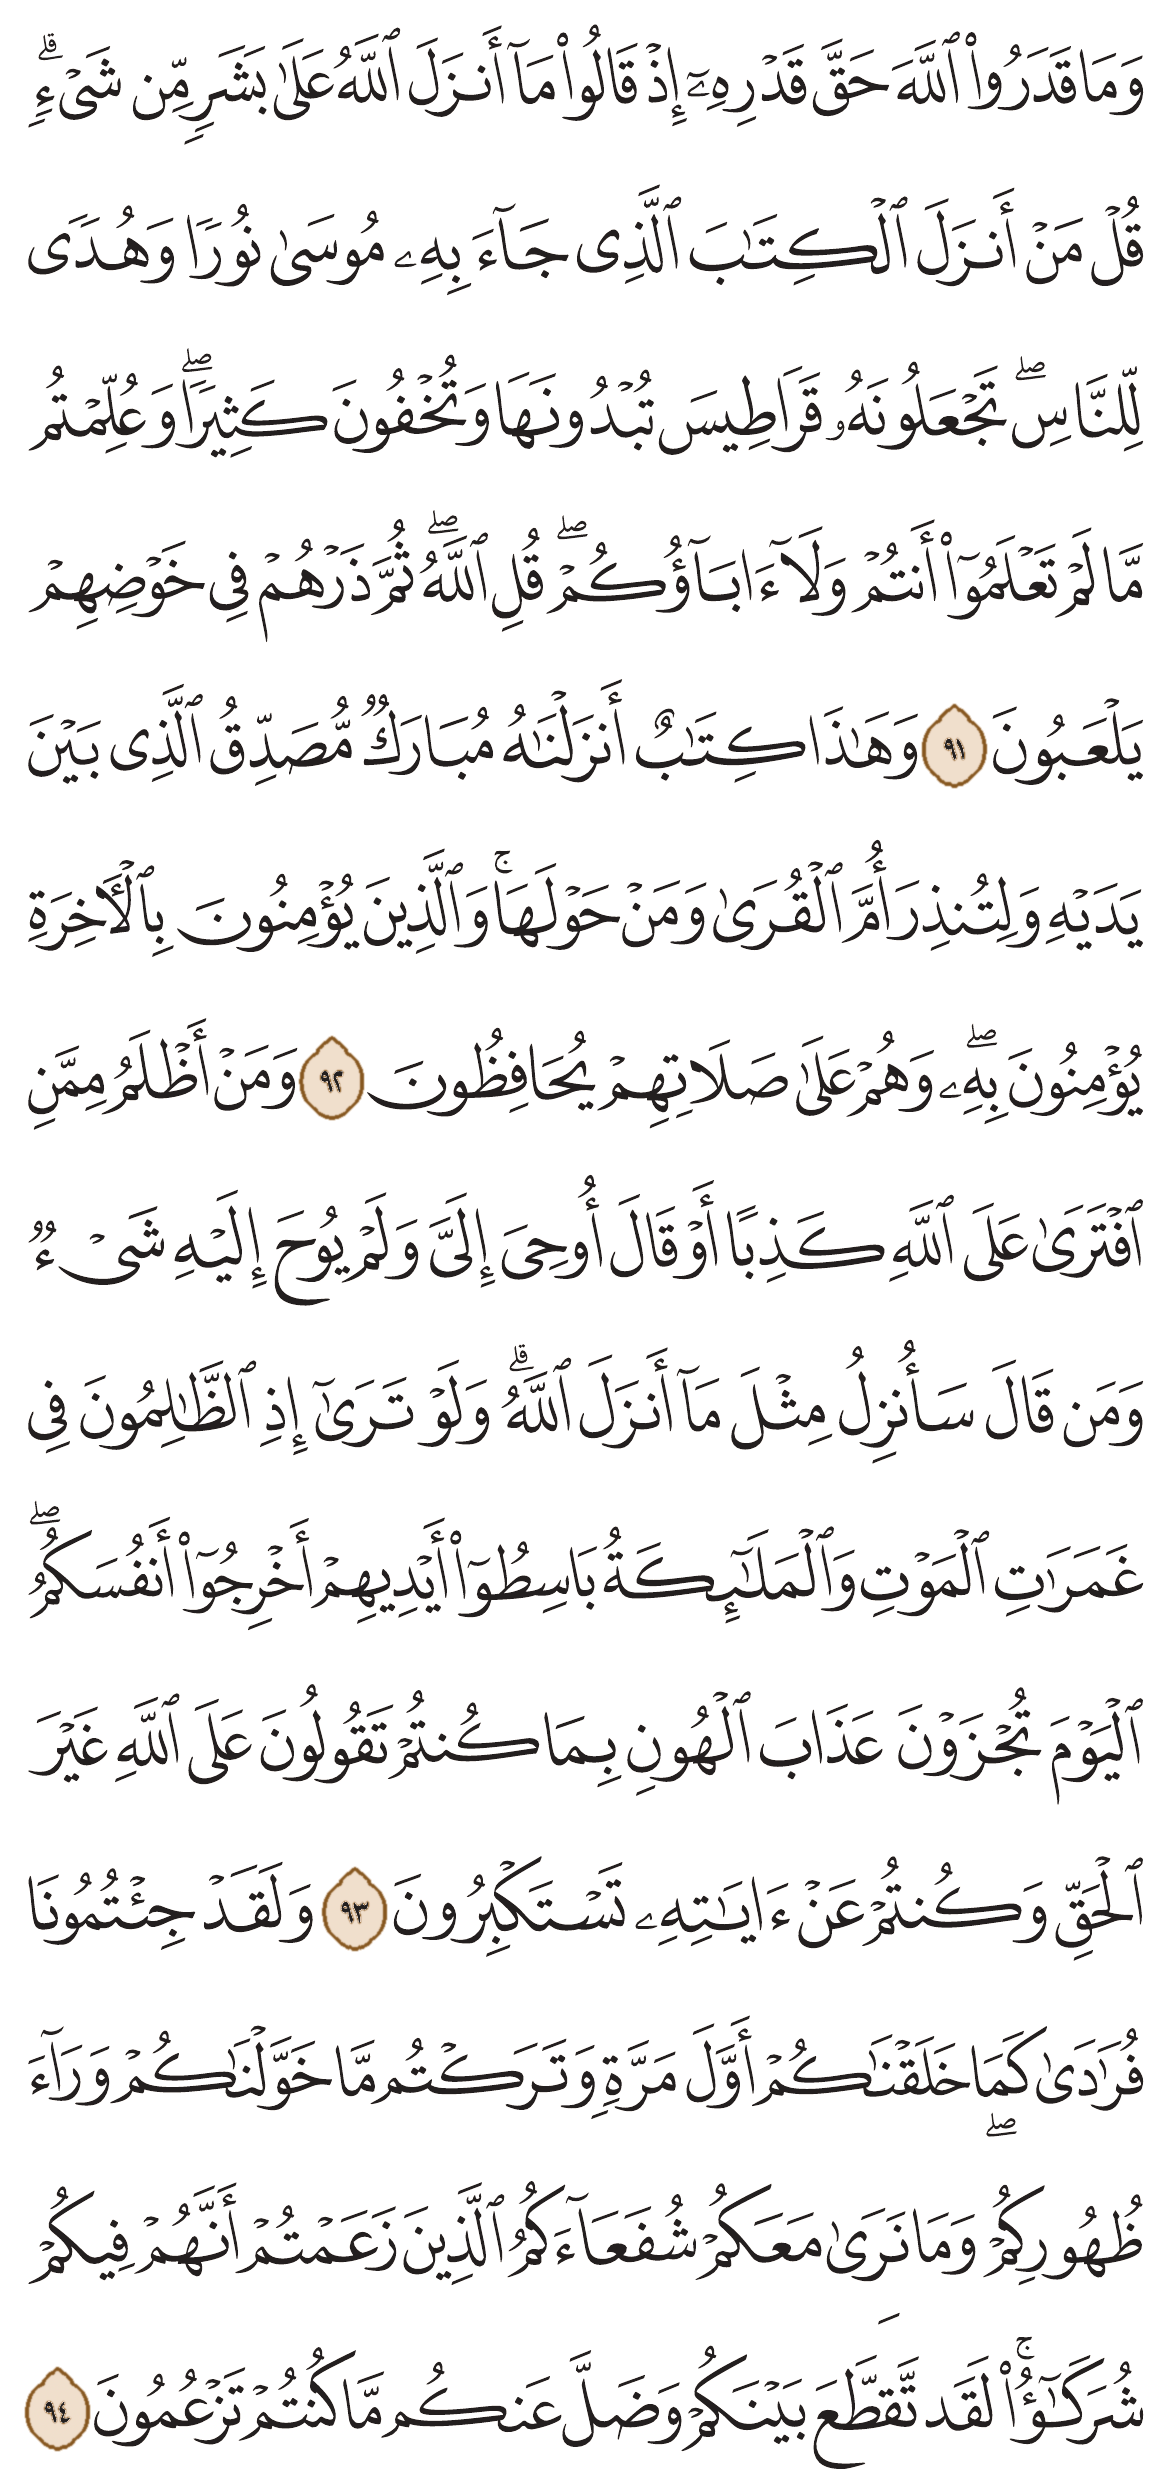 وَمَا قَدَرُوا۟ ٱللَّهَ حَقَّ قَدْرِهِۦٓ إِذْ قَالُوا۟ مَآ أَنزَلَ ٱللَّهُ عَلَىٰ بَشَرٍ مِّن شَىْءٍ ۗ
قُلْ مَنْ أَنزَلَ ٱلْكِتَـٰبَ ٱلَّذِى جَآءَ بِهِۦ مُوسَىٰ نُورًا وَهُدًى
لِّلنَّاسِ ۖ تَجْعَلُونَهُۥ قَرَاطِيسَ تُبْدُونَهَا وَتُخْفُونَ كَثِيرًا ۖ وَعُلِّمْتُم
مَّا لَمْ تَعْلَمُوٓا۟ أَنتُمْ وَلَآ ءَابَآؤُكُمْ ۖ قُلِ ٱللَّهُ ۖ ثُمَّ ذَرْهُمْ فِى خَوْضِهِمْ
يَلْعَبُونَ ٩١ وَهَـٰذَا كِتَـٰبٌ أَنزَلْنَـٰهُ مُبَارَكٌ مُّصَدِّقُ ٱلَّذِى بَيْنَ
يَدَيْهِ وَلِتُنذِرَ أُمَّ ٱلْقُرَىٰ وَمَنْ حَوْلَهَا ۚ وَٱلَّذِينَ يُؤْمِنُونَ بِٱلْـَٔاخِرَةِ
يُؤْمِنُونَ بِهِۦ ۖ وَهُمْ عَلَىٰ صَلَاتِهِمْ يُحَافِظُونَ ٩٢ وَمَنْ أَظْلَمُ مِمَّنِ
ٱفْتَرَىٰ عَلَى ٱللَّهِ كَذِبًا أَوْ قَالَ أُوحِىَ إِلَىَّ وَلَمْ يُوحَ إِلَيْهِ شَىْءٌ
وَمَن قَالَ سَأُنزِلُ مِثْلَ مَآ أَنزَلَ ٱللَّهُ ۗ وَلَوْ تَرَىٰٓ إِذِ ٱلظَّـٰلِمُونَ فِى
غَمَرَٰتِ ٱلْمَوْتِ وَٱلْمَلَـٰٓئِكَةُ بَاسِطُوٓا۟ أَيْدِيهِمْ أَخْرِجُوٓا۟ أَنفُسَكُمُ ۖ
ٱلْيَوْمَ تُجْزَوْنَ عَذَابَ ٱلْهُونِ بِمَا كُنتُمْ تَقُولُونَ عَلَى ٱللَّهِ غَيْرَ
ٱلْحَقِّ وَكُنتُمْ عَنْ ءَايَـٰتِهِۦ تَسْتَكْبِرُونَ ٩٣ وَلَقَدْ جِئْتُمُونَا
فُرَٰدَىٰ كَمَا خَلَقْنَـٰكُمْ أَوَّلَ مَرَّةٍ وَتَرَكْتُم مَّا خَوَّلْنَـٰكُمْ وَرَآءَ
ظُهُورِكُمْ ۖ وَمَا نَرَىٰ مَعَكُمْ شُفَعَآءَكُمُ ٱلَّذِينَ زَعَمْتُمْ أَنَّهُمْ فِيكُمْ
شُرَكَـٰٓؤُا۟ ۚ لَقَد تَّقَطَّعَ بَيْنَكُمْ وَضَلَّ عَنكُم مَّا كُنتُمْ تَزْعُمُونَ ٩٤